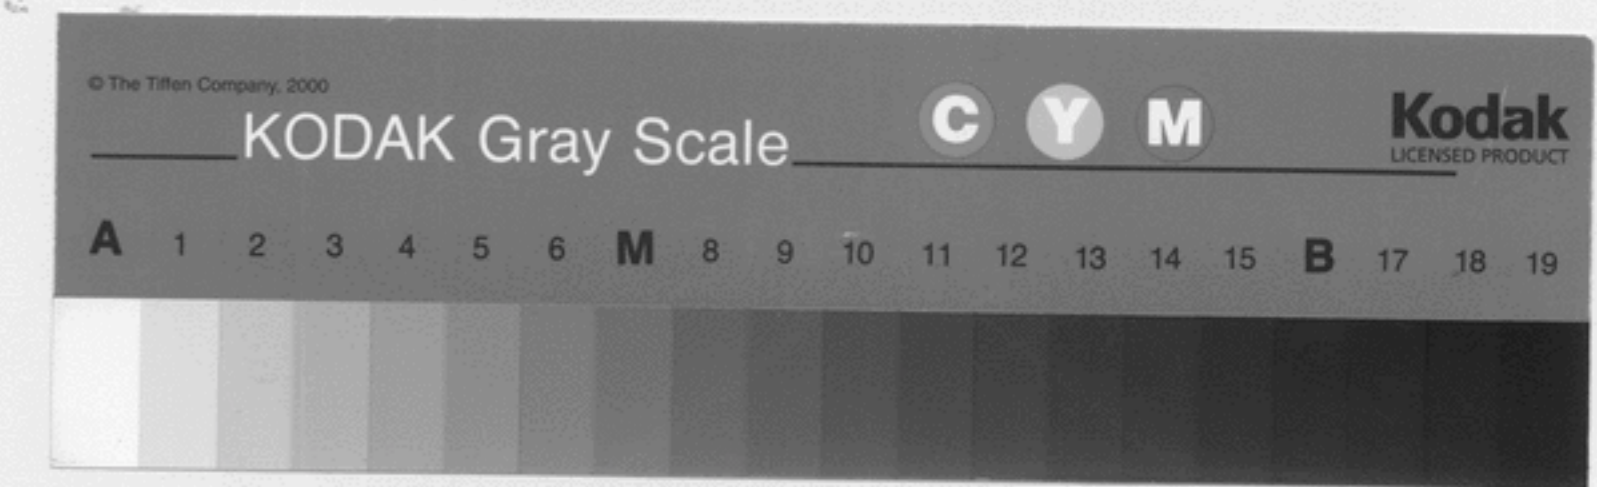 © The Tiffen Company, 2000
KODAK Gray Scale
C Y M
Kodak
LICENSED PRODUCT
A 1 2 3 4 5 6 M 8 9 10 11 12 13 14 15 B 17 18 19